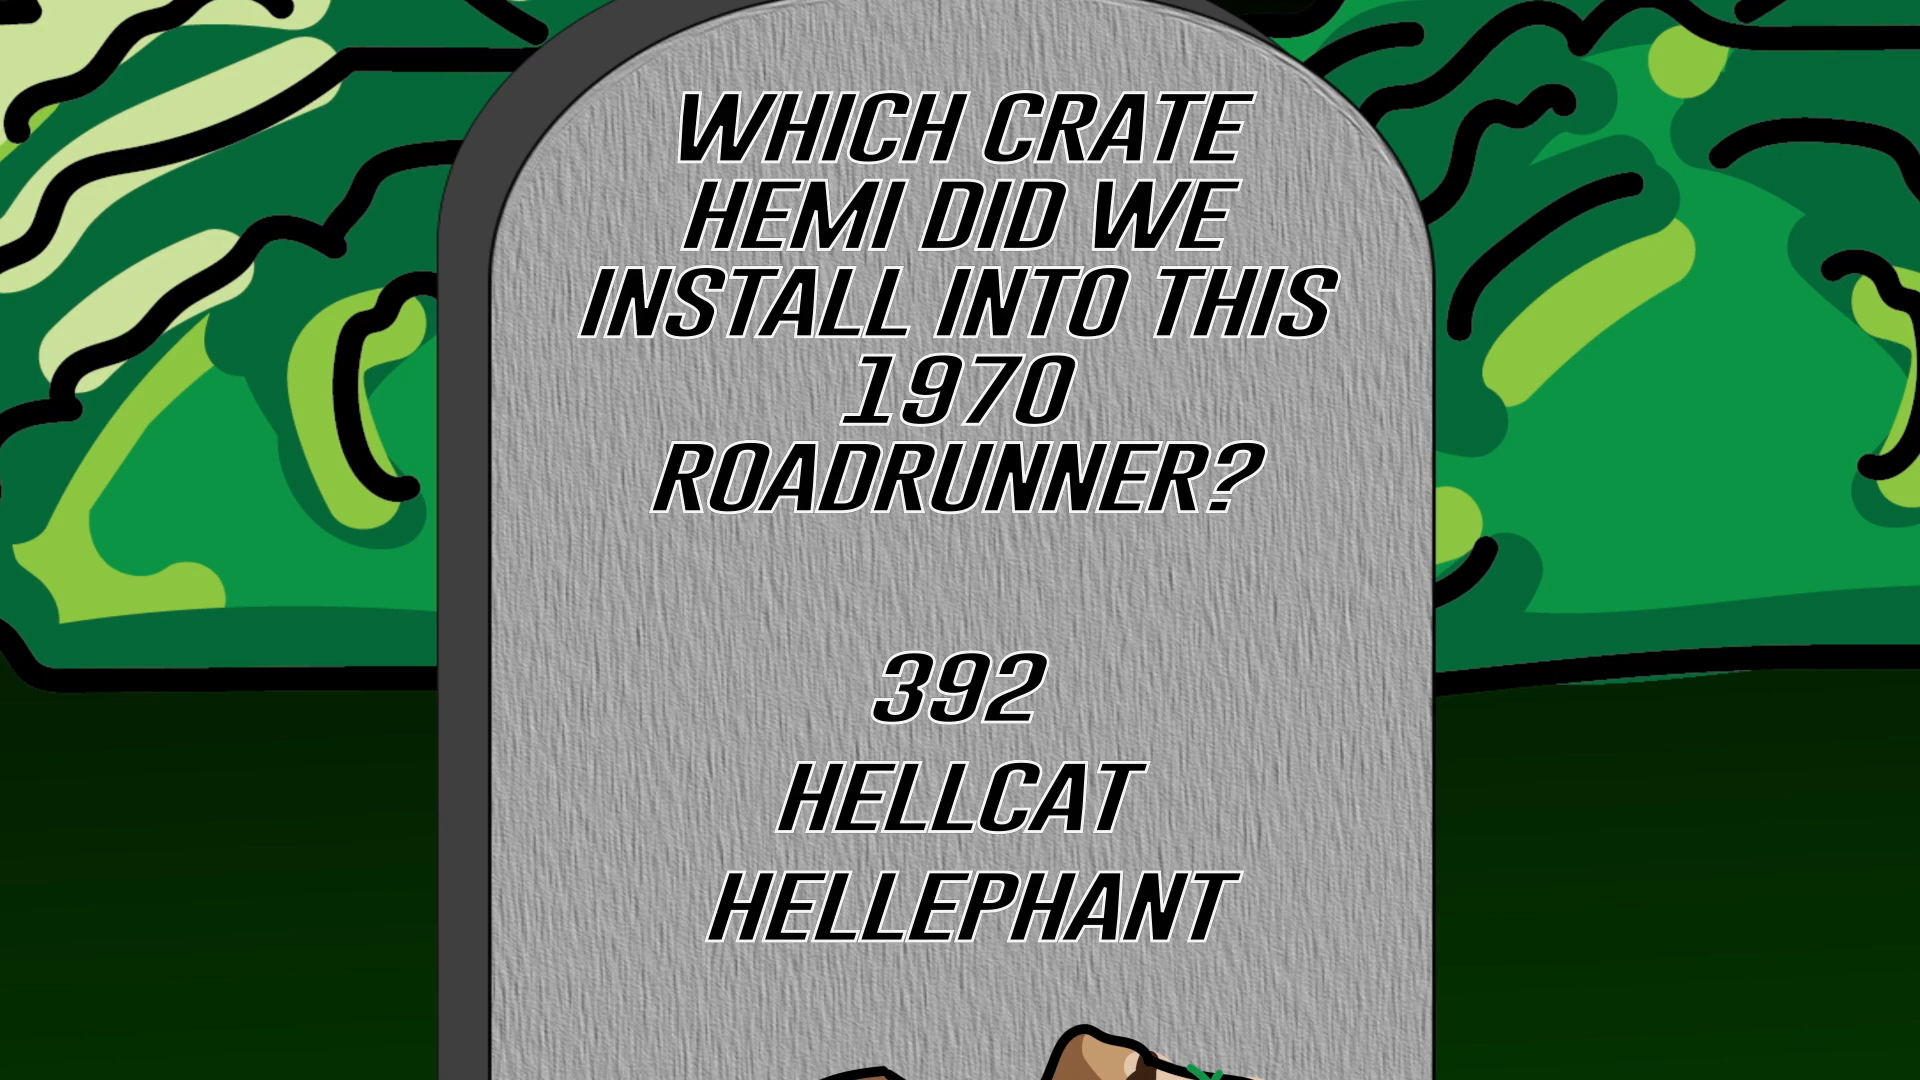 WHICH CRATE
HEMI DID WE
INSTALL INTO THIS
1970
ROADRUNNER?
392
HELLCAT
HELLEPHANT